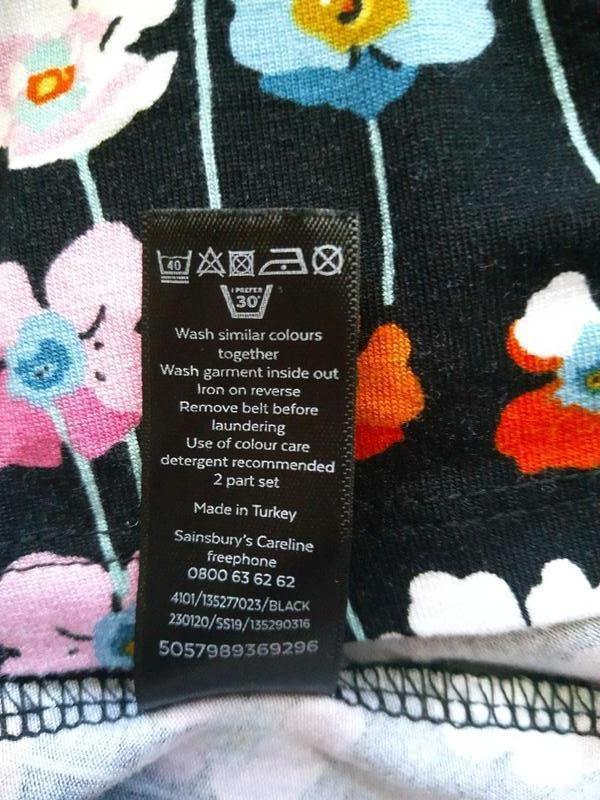 40
I PREFER
30°
Wash similar colours
together
Wash garment inside out
Iron on reverse
Remove belt before
laundering
Use of colour care
detergent recommended
2 part set
Made in Turkey
Sainsbury's Careline
freephone
0800 63 62 62
4101/135277023/BLACK
230120/SS19/135290316
5057989369296